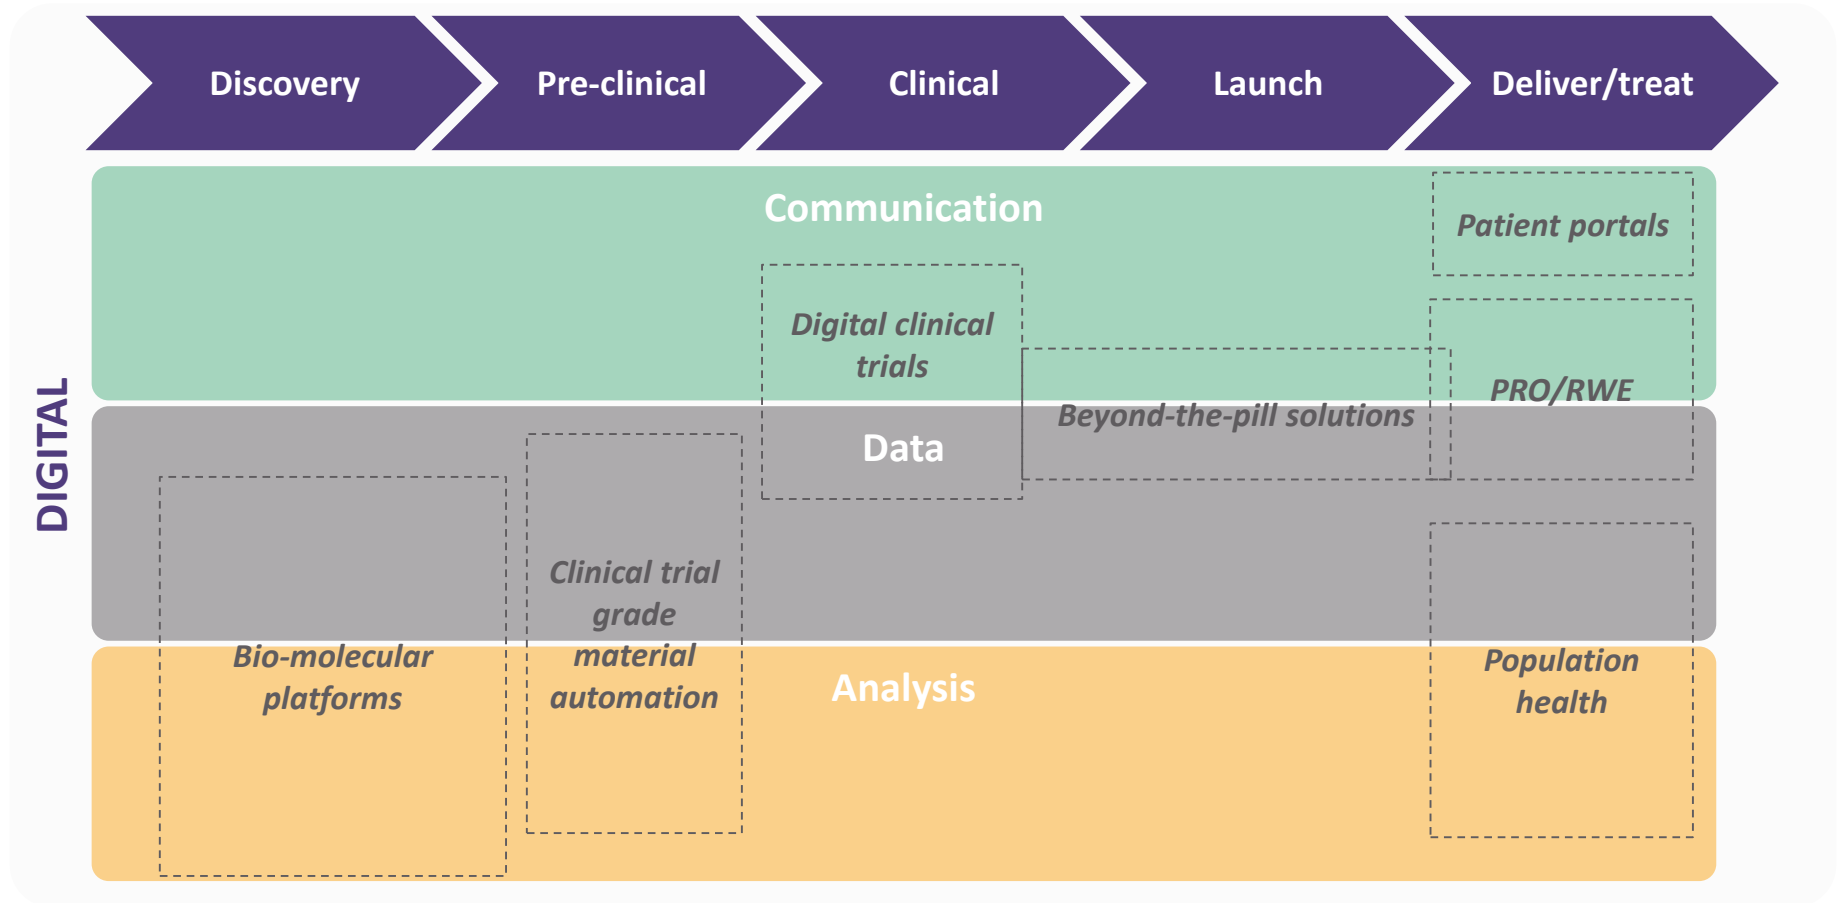 Discovery
Pre-clinical
Clinical
Launch
Deliver/treat
DIGITAL
Communication
Patient portals
Digital clinical
trials
Beyond-the-pill solutions
PRO/RWE
Data
Clinical trial
grade
material
automation
Bio-molecular
platforms
Analysis
Population
health